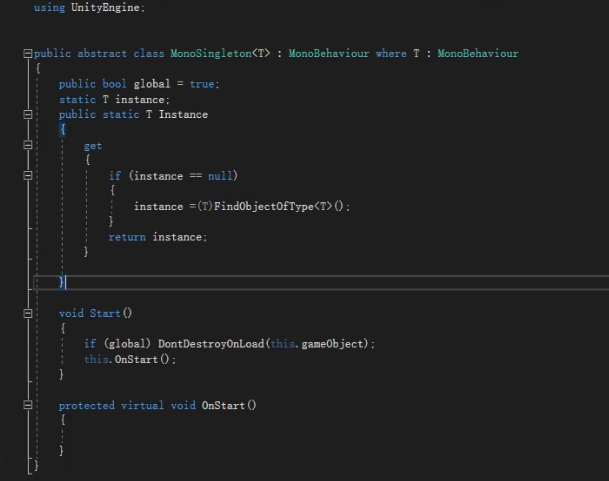 using UnityEngine;
public abstract class MonoSingleton<T> : MonoBehaviour where T : MonoBehaviour
{
public bool global = true;
static T instance;
public static T Instance
{
get
{
if (instance == null)
{
instance =(T)FindObjectOfType<T>();
}
return instance;
}
}
void Start()
{
if (global) DontDestroyOnLoad(this.gameObject);
this.OnStart();
}
protected virtual void OnStart()
{
}
}